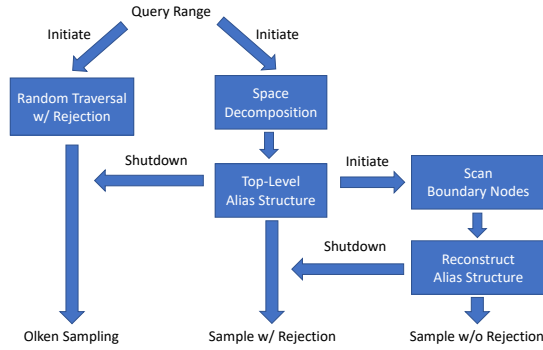 Query Range
Initiate
Initiate
Random Traversal
w/ Rejection
Space
Decomposition
Shutdown
Top-Level
Alias Structure
Initiate
Scan
Boundary Nodes
Shutdown
Reconstruct
Alias Structure
Olken Sampling
Sample w/ Rejection
Sample w/o Rejection